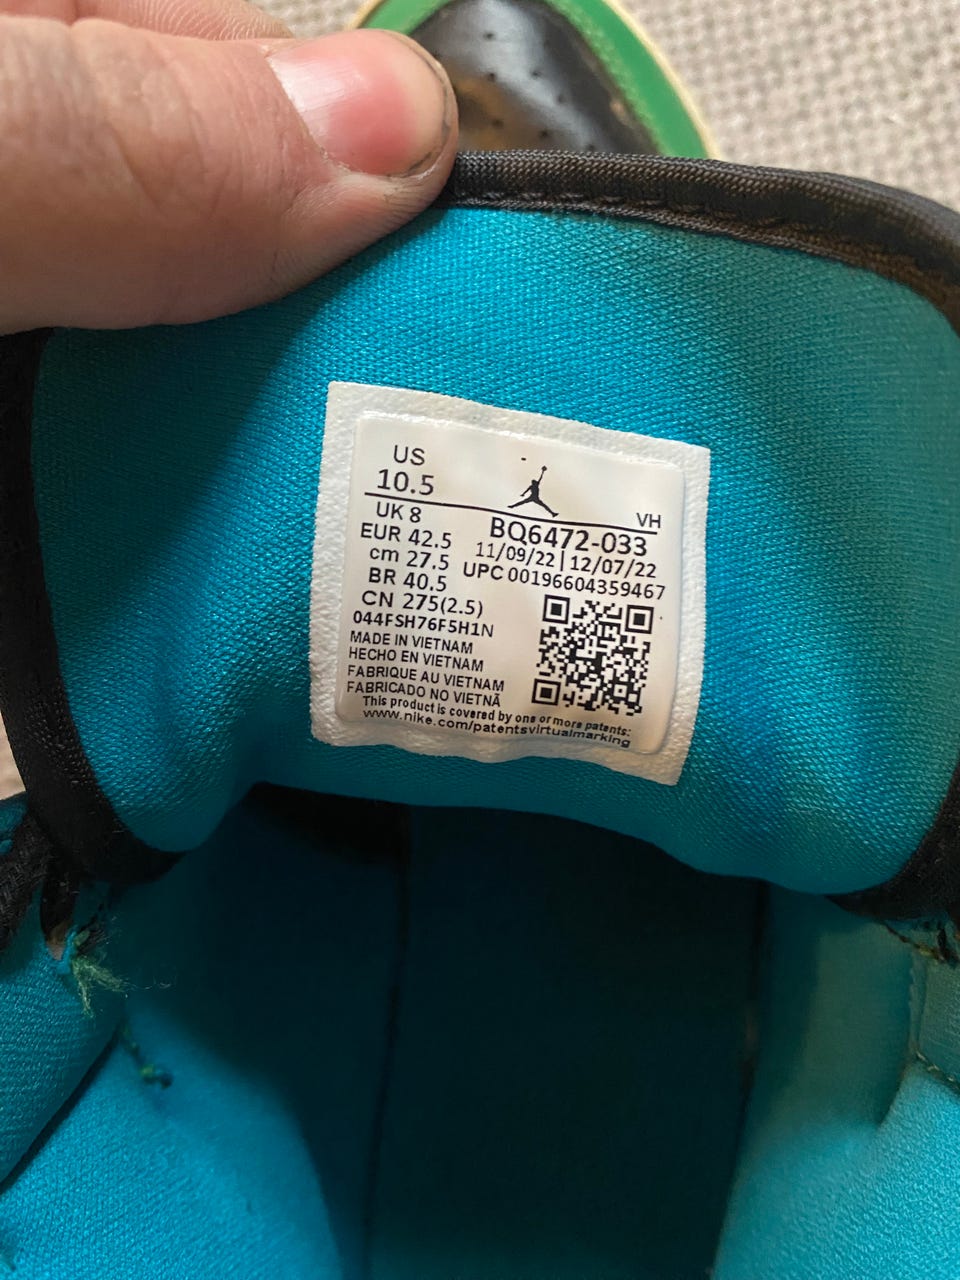 US
10.5
VH
UK 8
EUR 42.5
cm 27.5
BR 40.5
CN 275(2.5)
BQ6472-033
11/09/22 | 12/07/22
UPC 00196604359467
044FSH76F5H1N
MADE IN VIETNAM
HECHO EN VIETNAM
FABRIQUE AU VIETNAM
FABRICADO NO VIETNÃ
This product is covered by one or more patents:
www.nike.com/patentsvirtualmarking